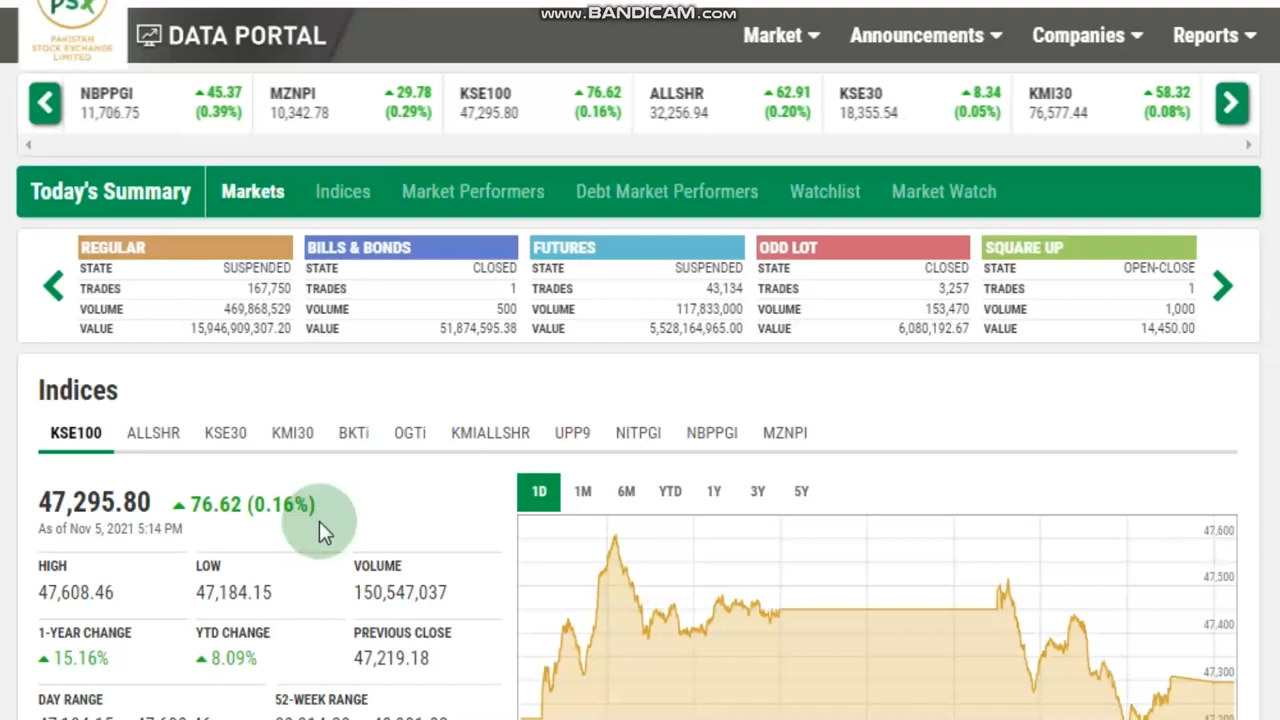 www.BANDICAM.com
psx
PAKISTAN
STOCK EXCHANGE
LIMITED
DATA PORTAL
Market
Announcements
Companies
Reports
NBPPGI 45.37
11,706.75 (0.39%)
MZNPI 29.78
10,342.78 (0.29%)
KSE100 76.62
47,295.80 (0.16%)
ALLSHR 62.91
32,256.94 (0.20%)
KSE30 8.34
18,355.54 (0.05%)
KMI30 58.32
76,577.44 (0.08%)
Today's Summary Markets Indices Market Performers Debt Market Performers Watchlist Market Watch
REGULAR
STATE SUSPENDED
TRADES 167,750
VOLUME 469,868,529
VALUE 15,946,909,307.20
BILLS & BONDS
STATE CLOSED
TRADES 1
VOLUME 500
VALUE 51,874,595.38
FUTURES
STATE SUSPENDED
TRADES 43,134
VOLUME 117,833,000
VALUE 5,528,164,965.00
ODD LOT
STATE CLOSED
TRADES 3,257
VOLUME 153,470
VALUE 6,080,192.67
SQUARE UP
STATE OPEN-CLOSE
TRADES 1
VOLUME 1,000
VALUE 14,450.00
Indices
KSE100 ALLSHR KSE30 KMI30 BKTi OGTi KMIALLSHR UPP9 NITPGI NBPPGI MZNPI
47,295.80 76.62 (0.16%)
As of Nov 5, 2021 5:14 PM
HIGH LOW VOLUME
47,608.46 47,184.15 150,547,037
1-YEAR CHANGE YTD CHANGE PREVIOUS CLOSE
15.16% 8.09% 47,219.18
DAY RANGE 52-WEEK RANGE
1D 1M 6M YTD 1Y 3Y 5Y
47,600
47,500
47,400
47,300